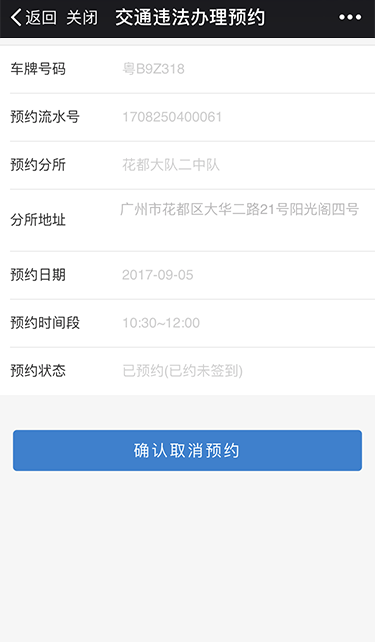 返回 关闭 交通违法办理预约
车牌号码 粤B9Z318
预约流水号 1708250400061
预约分所 花都大队二中队
分所地址 广州市花都区大华二路21号阳光阁四号
预约日期 2017-09-05
预约时间段 10:30~12:00
预约状态 已预约(已约未签到)
确认取消预约